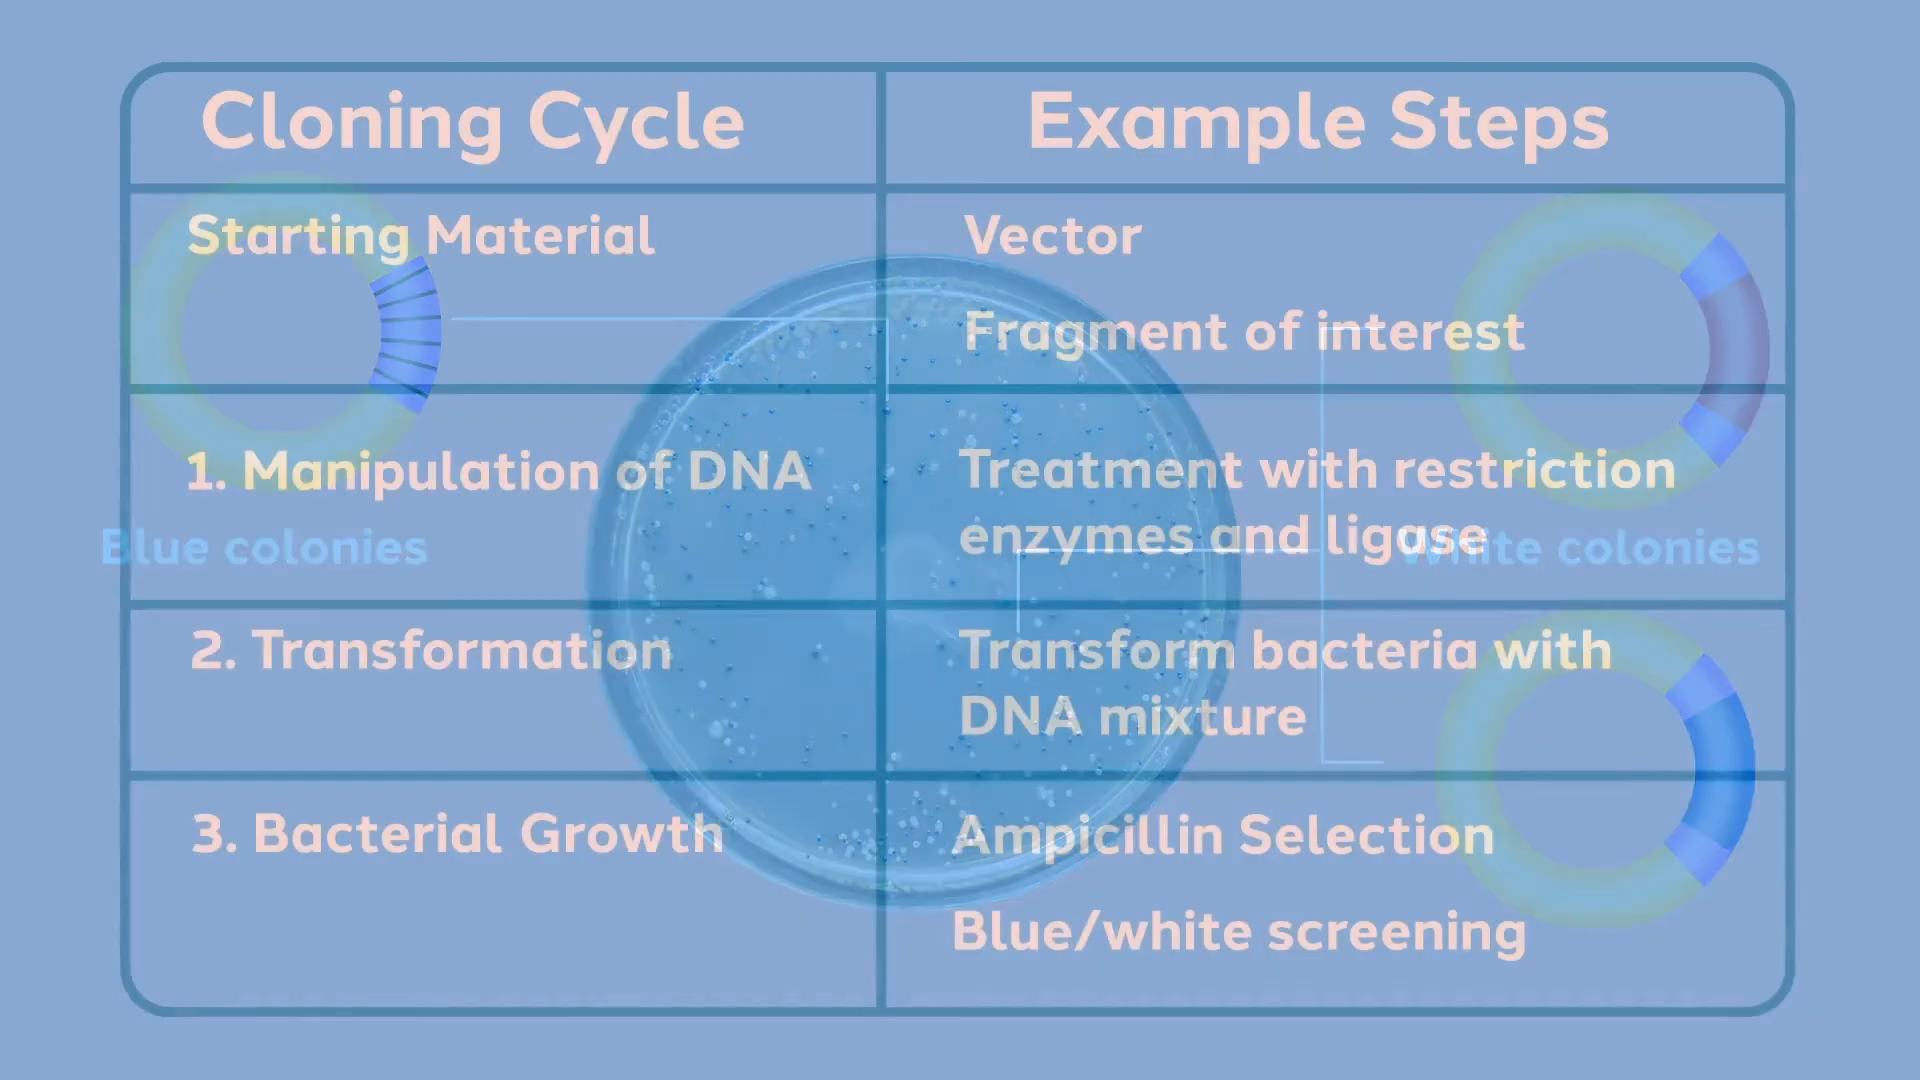 Cloning Cycle
Example Steps
Starting Material
Vector
Fragment of interest
1. Manipulation of DNA
Treatment with restriction
enzymes and ligase
Blue colonies
White colonies
2. Transformation
Transform bacteria with
DNA mixture
3. Bacterial Growth
Ampicillin Selection
Blue/white screening